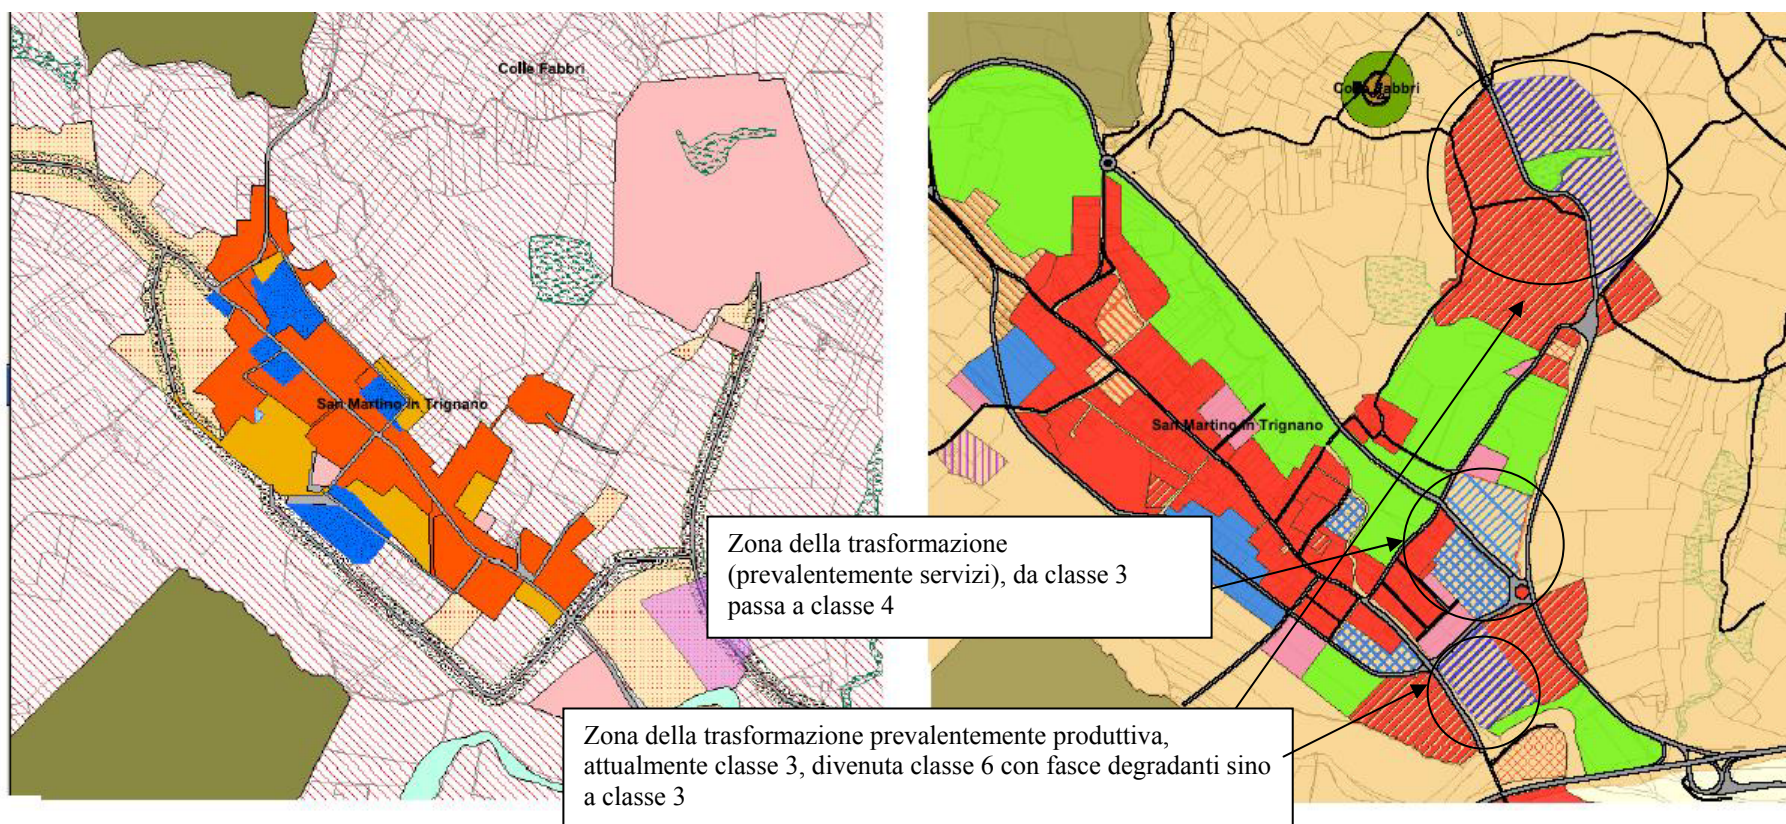 Colle Fabbri
Colle Fabbri
San Martino in Trignano
San Martino in Trignano
Zona della trasformazione
(prevalentemente servizi), da classe 3
passa a classe 4
Zona della trasformazione prevalentemente produttiva,
attualmente classe 3, divenuta classe 6 con fasce degradanti sino
a classe 3